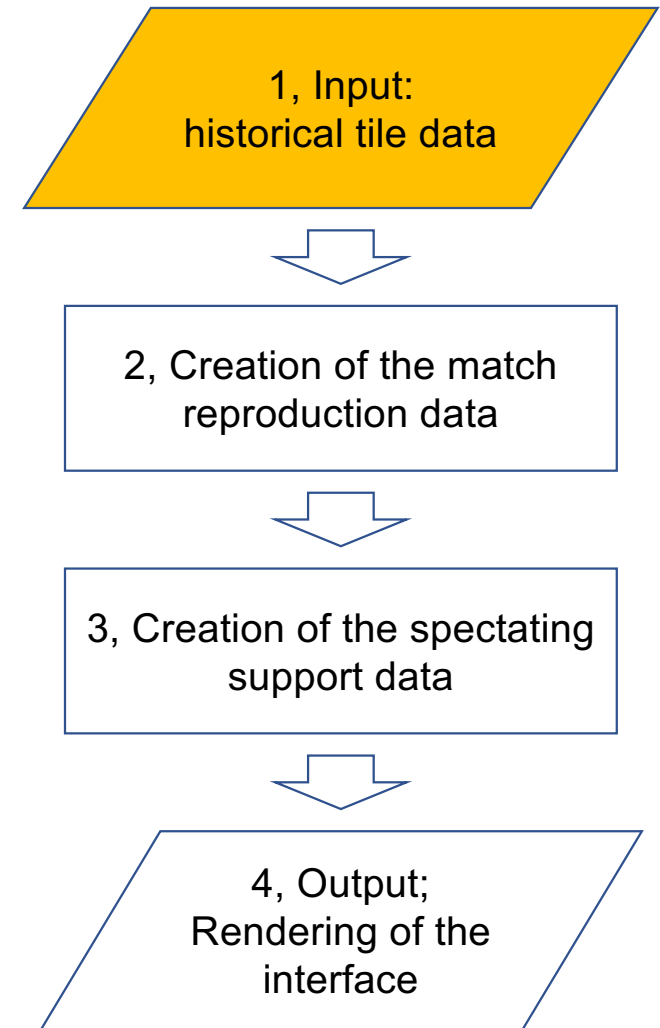 1, Input:
historical tile data
2, Creation of the match
reproduction data
3, Creation of the spectating
support data
4, Output;
Rendering of the
interface